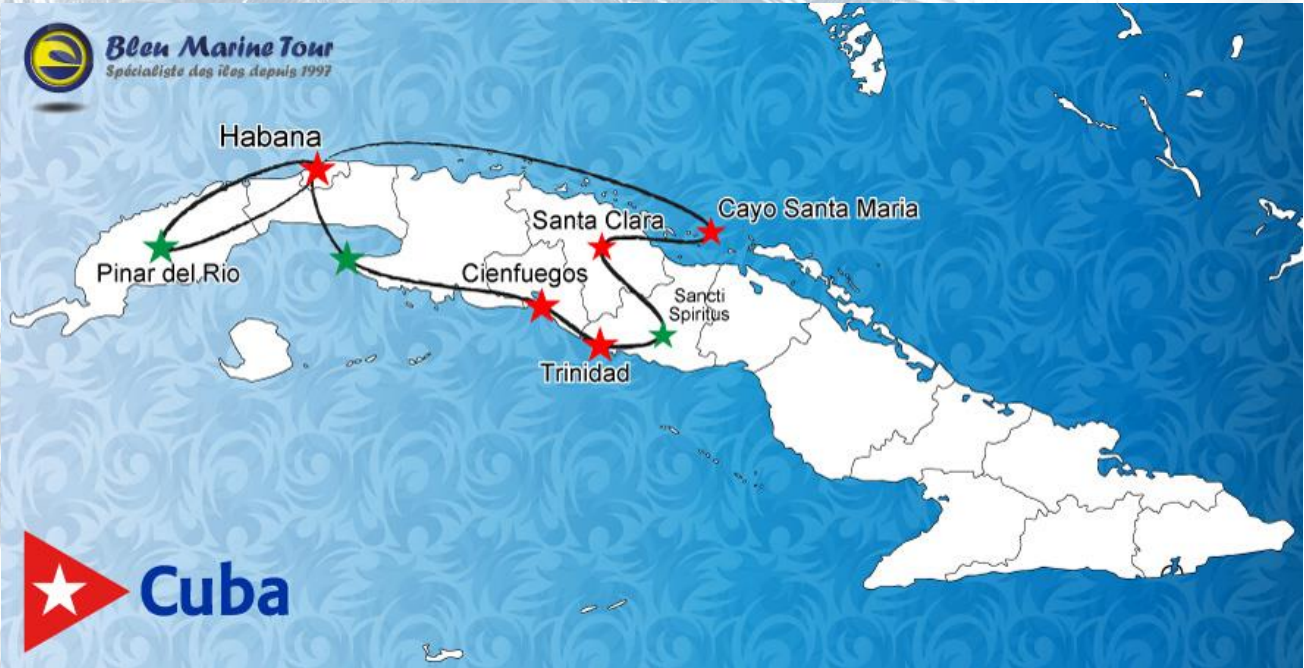 Bleu Marine Tour
Spécialiste des îles depuis 1997
Habana
Cayo Santa Maria
Santa Clara
Pinar del Rio
Cienfuegos
Sancti
Spiritus
Trinidad
Cuba